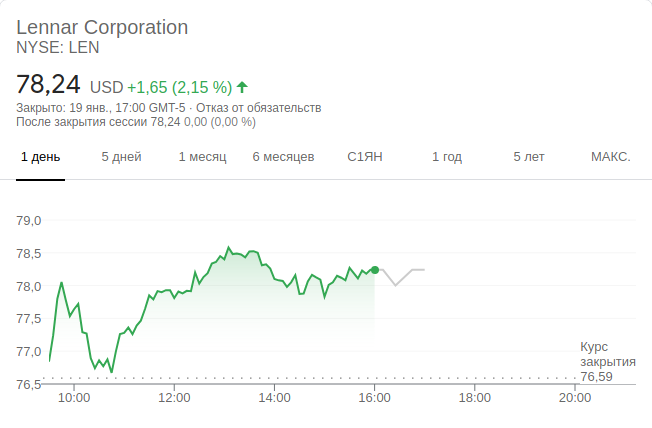 Lennar Corporation
NYSE: LEN
78,24 USD +1,65 (2,15 %)
Закрыто: 19 янв., 17:00 GMT-5 · Отказ от обязательств
После закрытия сессии 78,24 0,00 (0,00 %)
1 день 5 дней 1 месяц 6 месяцев С1ЯН 1 год 5 лет МАКС.
79,0
78,5
78,0
77,5
77,0
76,5
Курс
закрытия
76,59
10:00 12:00 14:00 16:00 18:00 20:00